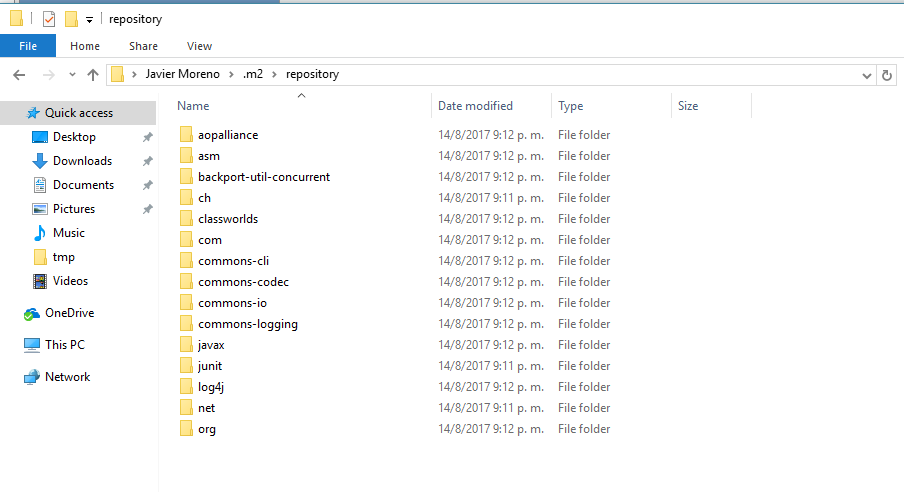 repository
File Home Share View
Javier Moreno .m2 repository
Name Date modified Type Size
Quick access
Desktop
Downloads
Documents
Pictures
Music
tmp
Videos
OneDrive
This PC
Network
aopalliance 14/8/2017 9:12 p. m. File folder
asm 14/8/2017 9:12 p. m. File folder
backport-util-concurrent 14/8/2017 9:12 p. m. File folder
ch 14/8/2017 9:11 p. m. File folder
classworlds 14/8/2017 9:12 p. m. File folder
com 14/8/2017 9:12 p. m. File folder
commons-cli 14/8/2017 9:12 p. m. File folder
commons-codec 14/8/2017 9:12 p. m. File folder
commons-io 14/8/2017 9:12 p. m. File folder
commons-logging 14/8/2017 9:12 p. m. File folder
javax 14/8/2017 9:12 p. m. File folder
junit 14/8/2017 9:11 p. m. File folder
log4j 14/8/2017 9:12 p. m. File folder
net 14/8/2017 9:11 p. m. File folder
org 14/8/2017 9:12 p. m. File folder